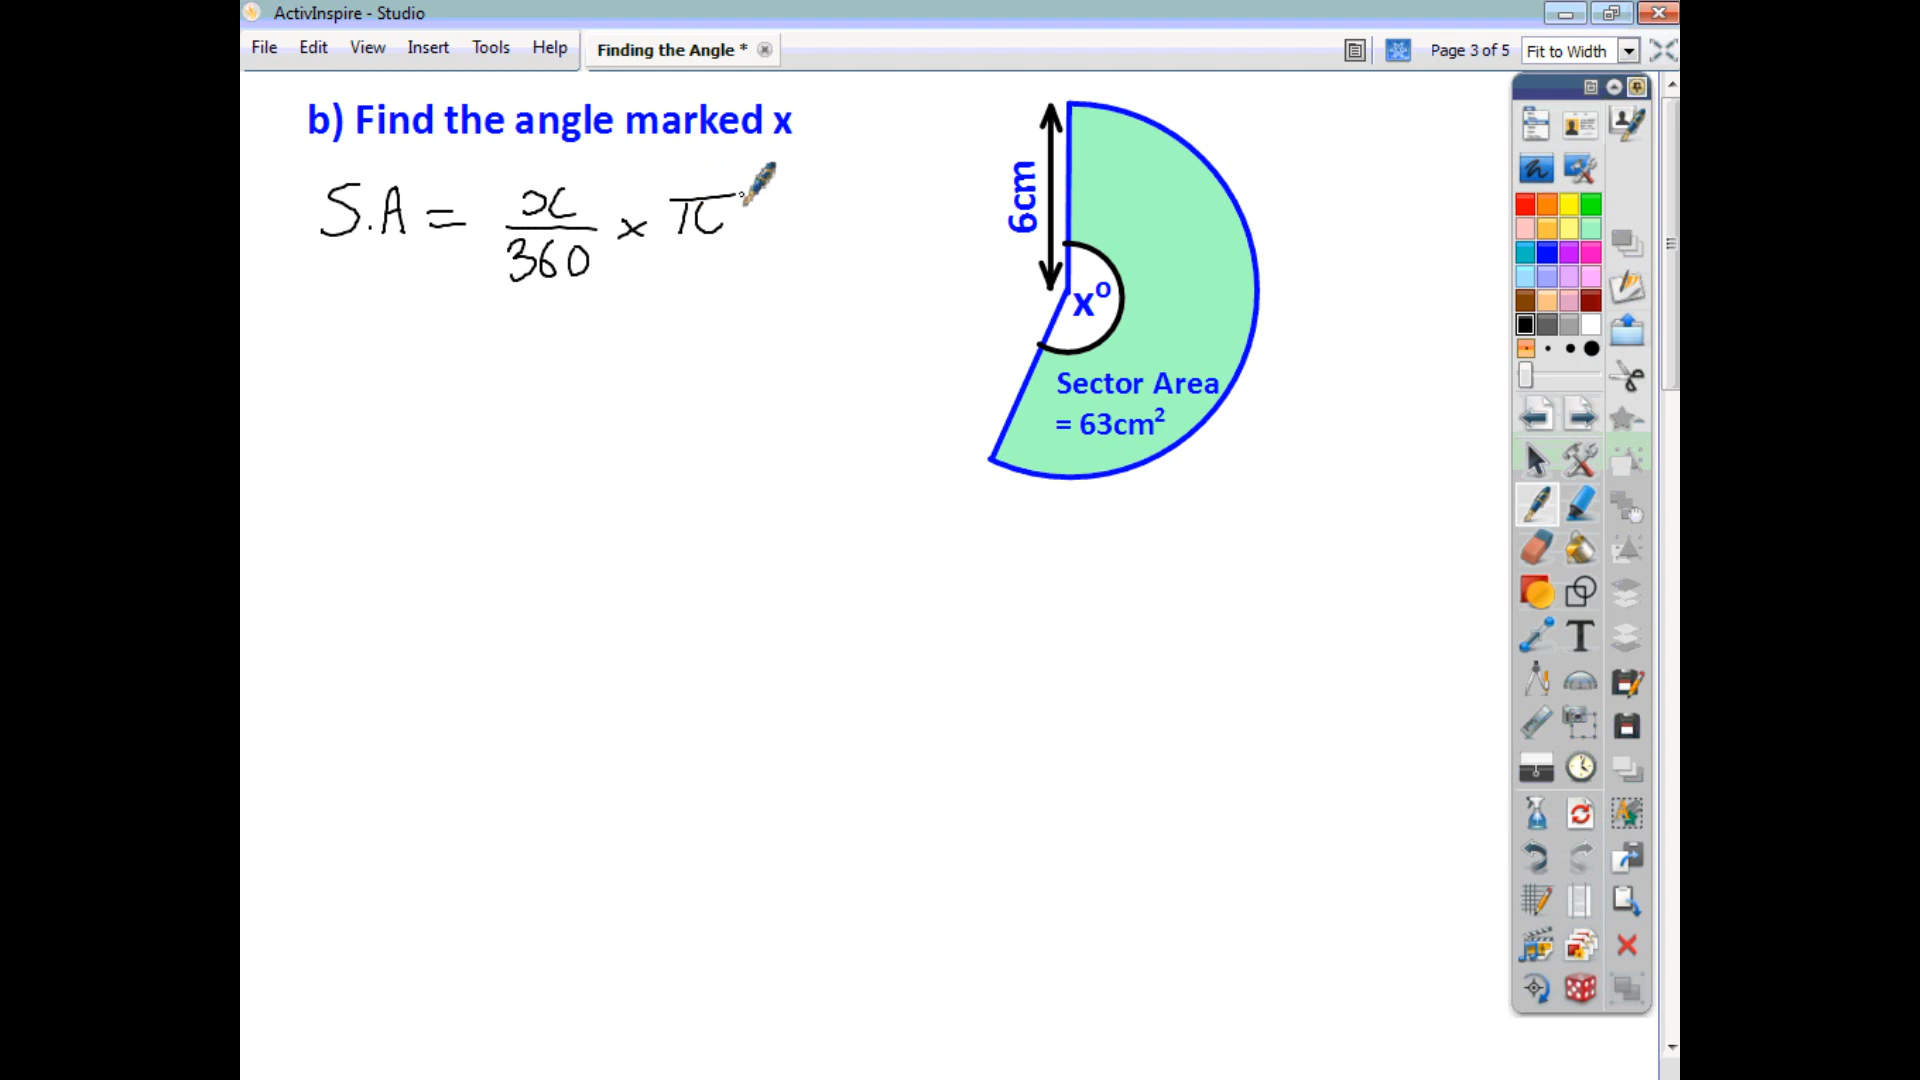 ActivInspire - Studio
File Edit View Insert Tools Help
Finding the Angle *
Page 3 of 5
Fit to Width
b) Find the angle marked x
S.A = x/360 × π
6cm
x°
Sector Area
= 63cm²